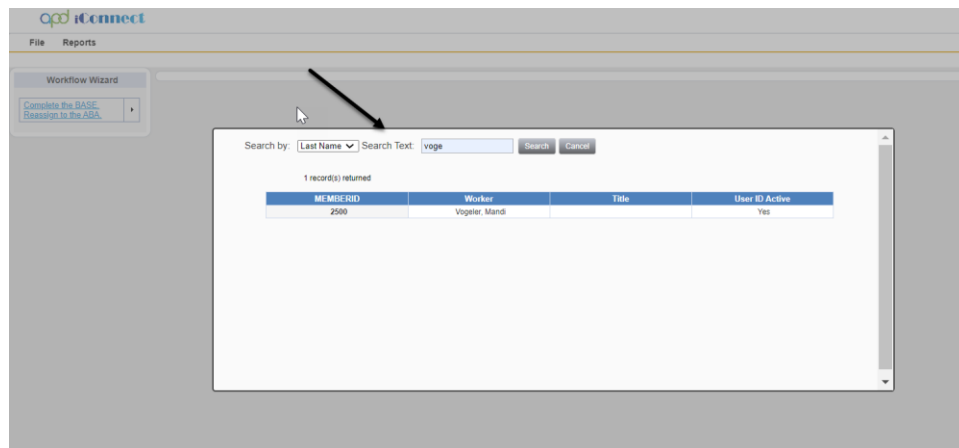 apd iConnect
File Reports
Workflow Wizard
Complete the BASE.
Reassign to the ABA.
Search by: Last Name Search Text: voge Search Cancel
1 record(s) returned
MEMBERID Worker Title User ID Active
2500 Vogeler, Mandi Yes